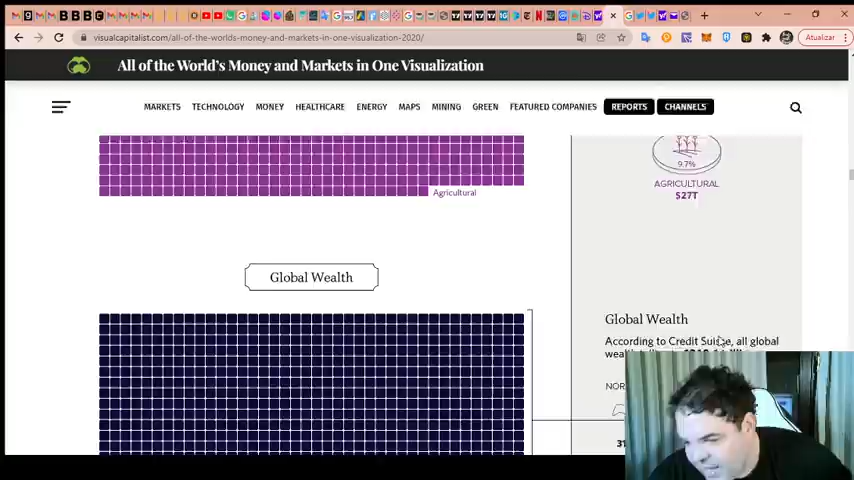 visualcapitalist.com/all-of-the-worlds-money-and-markets-in-one-visualization-2020/
Atualizar
All of the World's Money and Markets in One Visualization
MARKETS TECHNOLOGY MONEY HEALTHCARE ENERGY MAPS MINING GREEN FEATURED COMPANIES REPORTS CHANNELS
9.7%
AGRICULTURAL
$27T
Agricultural
Global Wealth
Global Wealth
According to Credit Suisse, all global